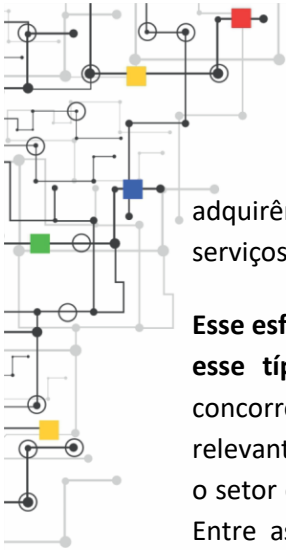 adquirên
serviços
Esse esf
esse típ
concorre
relevant
o setor
Entre as